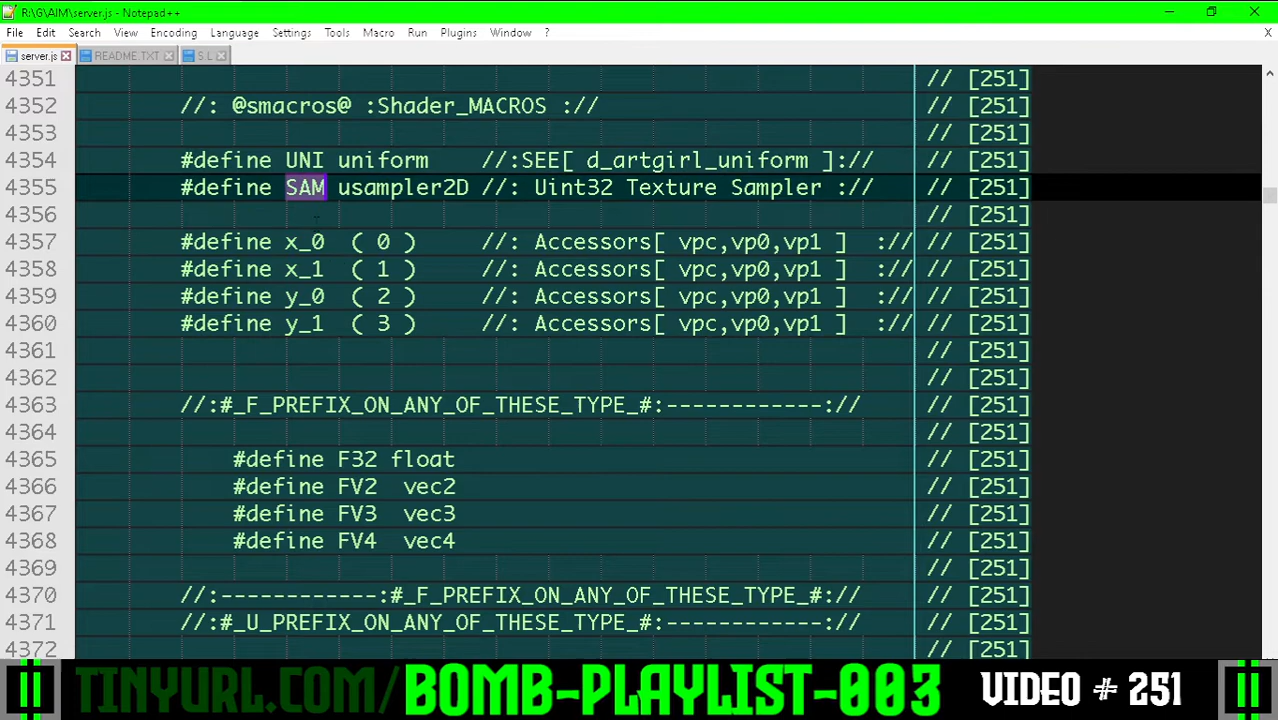 R:\G\AIM\server.js - Notepad++
File Edit Search View Encoding Language Settings Tools Macro Run Plugins Window ? X
server.js README.TXT S.L
4351 // [251]
4352 //: @smacros@ :Shader_MACROS :// // [251]
4353 // [251]
4354 #define UNI uniform //:SEE[ d_artgirl_uniform ]:// // [251]
4355 #define SAM usampler2D //: Uint32 Texture Sampler :// // [251]
4356 // [251]
4357 #define x_0 ( 0 ) //: Accessors[ vpc,vp0,vp1 ] :// // [251]
4358 #define x_1 ( 1 ) //: Accessors[ vpc,vp0,vp1 ] :// // [251]
4359 #define y_0 ( 2 ) //: Accessors[ vpc,vp0,vp1 ] :// // [251]
4360 #define y_1 ( 3 ) //: Accessors[ vpc,vp0,vp1 ] :// // [251]
4361 // [251]
4362 // [251]
4363 //:#_F_PREFIX_ON_ANY_OF_THESE_TYPE_#:------------:// // [251]
4364 // [251]
4365 #define F32 float // [251]
4366 #define FV2 vec2 // [251]
4367 #define FV3 vec3 // [251]
4368 #define FV4 vec4 // [251]
4369 // [251]
4370 //:------------:#_F_PREFIX_ON_ANY_OF_THESE_TYPE_#:// // [251]
4371 //:#_U_PREFIX_ON_ANY_OF_THESE_TYPE_#:------------:// // [251]
4372 // [251]
TINYURL.COM/BOMB-PLAYLIST-003 VIDEO # 251